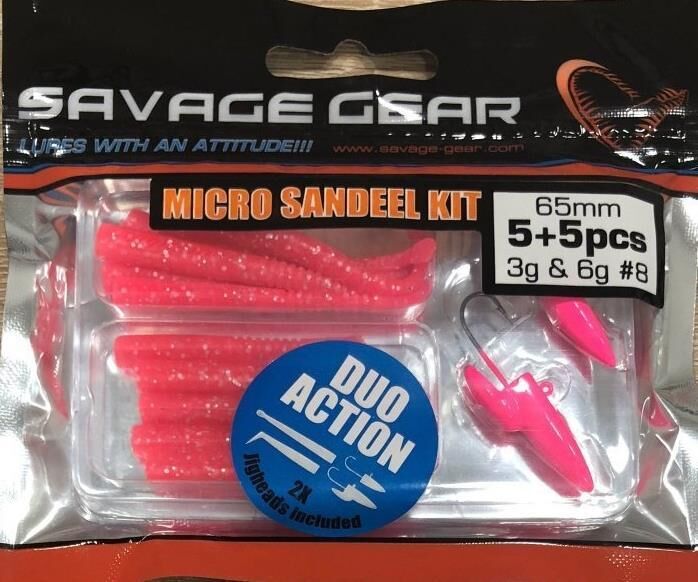 SAVAGE GEAR
LURES WITH AN ATTITUDE!!! www.savage-gear.com
MICRO SANDEEL KIT
65mm
5+5pcs
3g & 6g #8
DUO
ACTION
2X
Jigheads included